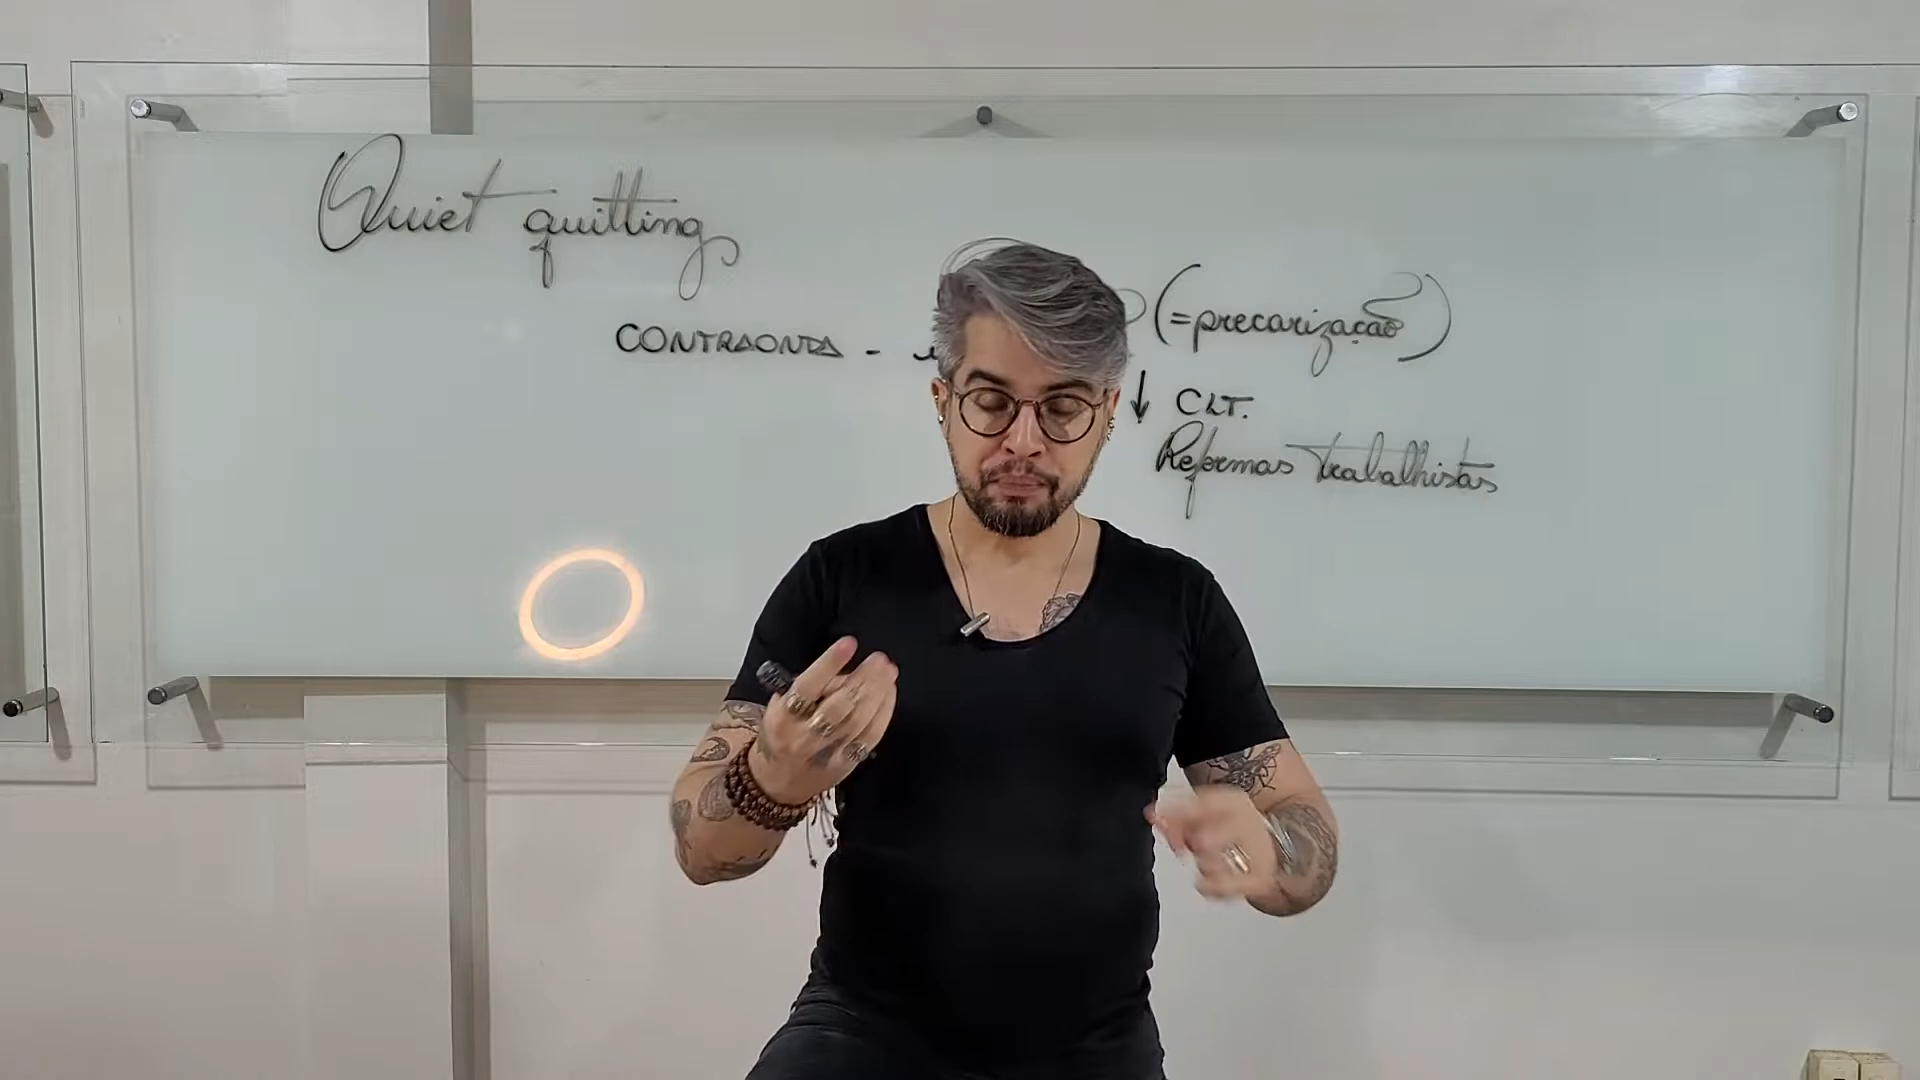 Quiet quitting
CONTRAONDA - (=precarização)
↓ CLT.
Reformas trabalhistas